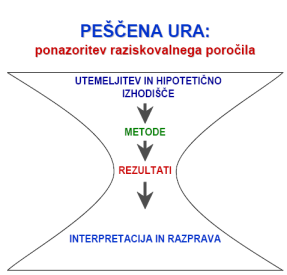 PEŠČENA URA:
ponazoritev raziskovalnega poročila
UTEMELJITEV IN HIPOTETIČNO
IZHODIŠČE
METODE
REZULTATI
INTERPRETACIJA IN RAZPRAVA